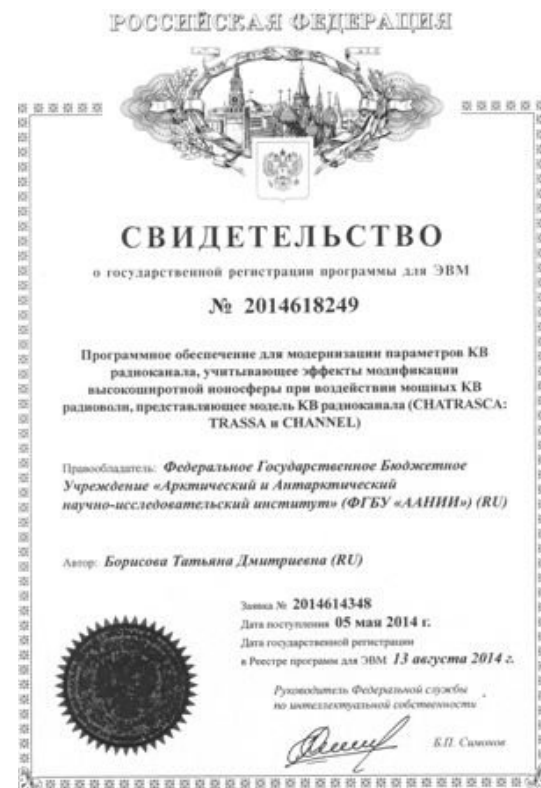 РОССИЙСКАЯ ФЕДЕРАЦИЯ
СВИДЕТЕЛЬСТВО
о государственной регистрации программы для ЭВМ
№ 2014618249
Программное обеспечение для модернизации параметров КВ
радиоканала, учитывающее эффекты модификации
высокоширотной ионосферы при воздействии мощных КВ
радиоволн, представляющее модель КВ радиоканала (CHATRASCA:
TRASSA и CHANNEL)
Правообладатель: Федеральное Государственное Бюджетное
Учреждение «Арктический и Антарктический
научно-исследовательский институт» (ФГБУ «ААНИИ») (RU)
Автор: Борисова Татьяна Дмитриевна (RU)
Заявка № 2014614348
Дата поступления 05 мая 2014 г.
Дата государственной регистрации
в Реестре программ для ЭВМ 13 августа 2014 г.
Руководитель Федеральной службы
по интеллектуальной собственности
Б.П. Симонов